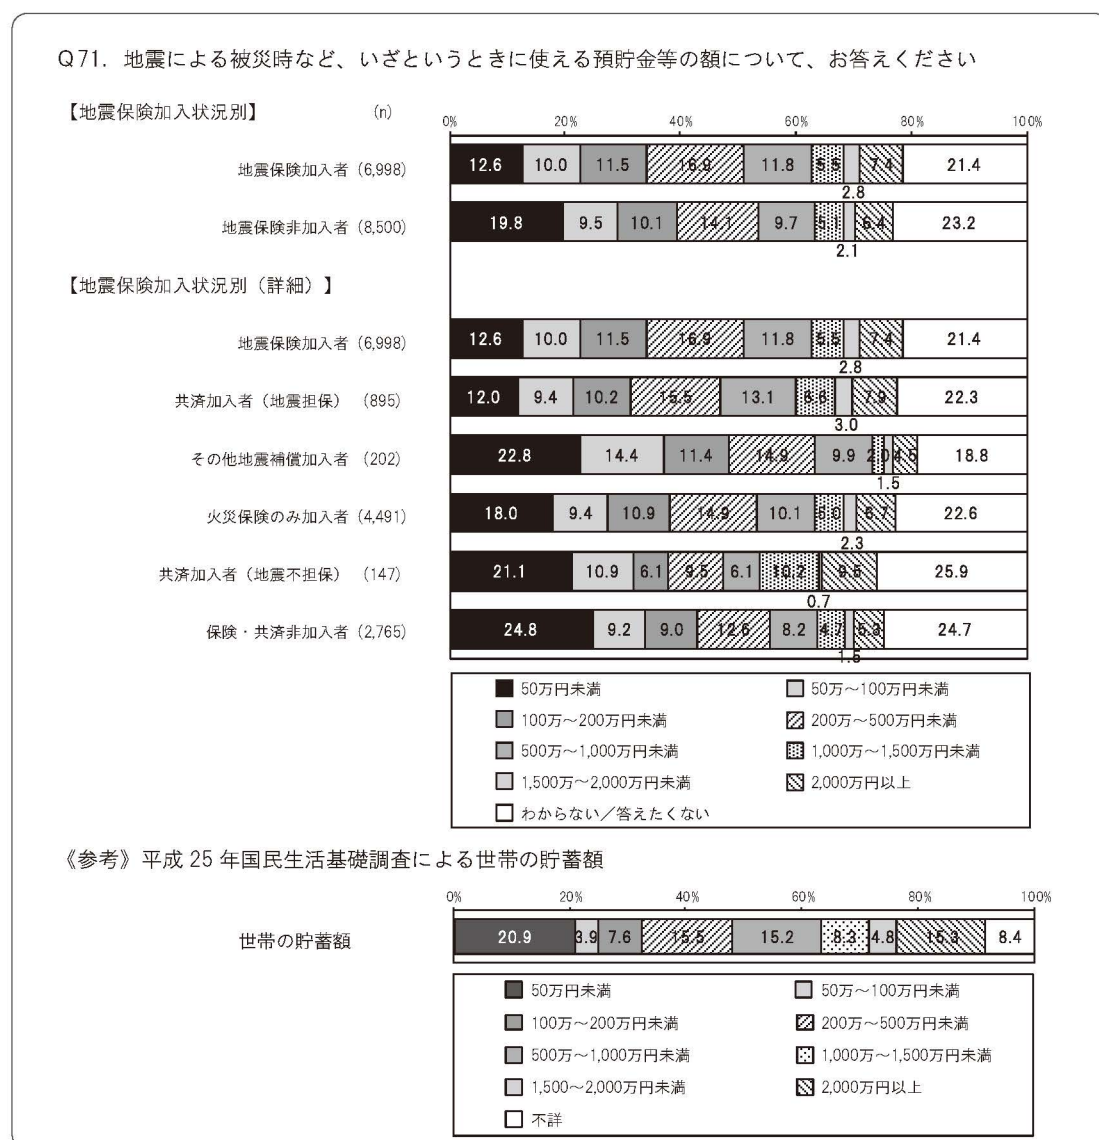 Q71．地震による被災時など、いざというときに使える預貯金等の額について、お答えください
【地震保険加入状況別】 (n)
0% 20% 40% 60% 80% 100%
地震保険加入者 (6,998) 12.6 10.0 11.5 16.9 11.8 5.5 7.4 21.4
2.8
地震保険非加入者 (8,500) 19.8 9.5 10.1 14.1 9.7 5.1 6.4 23.2
2.1
【地震保険加入状況別（詳細）】
地震保険加入者 (6,998) 12.6 10.0 11.5 16.9 11.8 5.5 7.4 21.4
2.8
共済加入者（地震担保） (895) 12.0 9.4 10.2 15.5 13.1 6.6 7.9 22.3
3.0
その他地震補償加入者 (202) 22.8 14.4 11.4 14.9 9.9 2.0 4.5 18.8
1.5
火災保険のみ加入者 (4,491) 18.0 9.4 10.9 14.9 10.1 5.0 6.7 22.6
2.3
共済加入者（地震不担保） (147) 21.1 10.9 6.1 9.5 6.1 10.2 9.5 25.9
0.7
保険・共済非加入者 (2,765) 24.8 9.2 9.0 12.6 8.2 4.7 5.3 24.7
1.5
50万円未満 50万～100万円未満
100万～200万円未満 200万～500万円未満
500万～1,000万円未満 1,000万～1,500万円未満
1,500万～2,000万円未満 2,000万円以上
わからない／答えたくない
《参考》平成 25 年国民生活基礎調査による世帯の貯蓄額
0% 20% 40% 60% 80% 100%
世帯の貯蓄額 20.9 3.9 7.6 15.5 15.2 8.3 4.8 15.3 8.4
50万円未満 50万～100万円未満
100万～200万円未満 200万～500万円未満
500万～1,000万円未満 1,000万～1,500万円未満
1,500～2,000万円未満 2,000万円以上
不詳